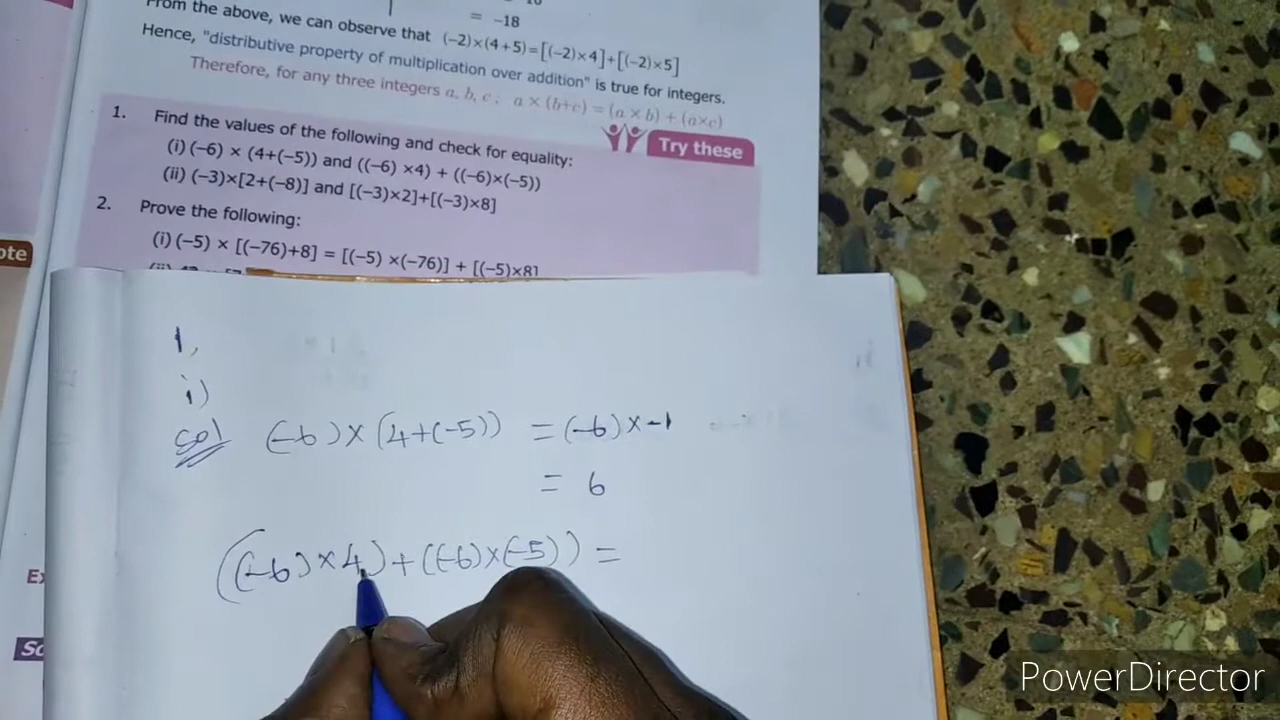 = -18
From the above, we can observe that (-2)×(4+5)=[(-2)×4]+[(-2)×5]
Hence, "distributive property of multiplication over addition" is true for integers.
Therefore, for any three integers a, b, c ; a × (b+c) = (a × b) + (a×c)
Try these
1. Find the values of the following and check for equality:
(i) (-6) × (4+(-5)) and ((-6) ×4) + ((-6)×(-5))
(ii) (-3)×[2+(-8)] and [(-3)×2]+[(-3)×8]
2. Prove the following:
(i) (-5) × [(-76)+8] = [(-5) ×(-76)] + [(-5)×8]
1,
i)
Sol (-6)×(4+(-5)) = (-6)×-1
= 6
((-6)×4)+((-6)×(-5)) =
PowerDirector